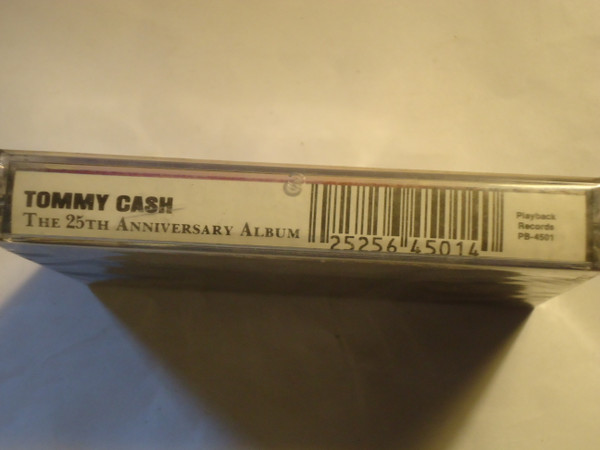 TOMMY CASH
THE 25TH ANNIVERSARY ALBUM
25256 45014
Playback
Records
PB-4501